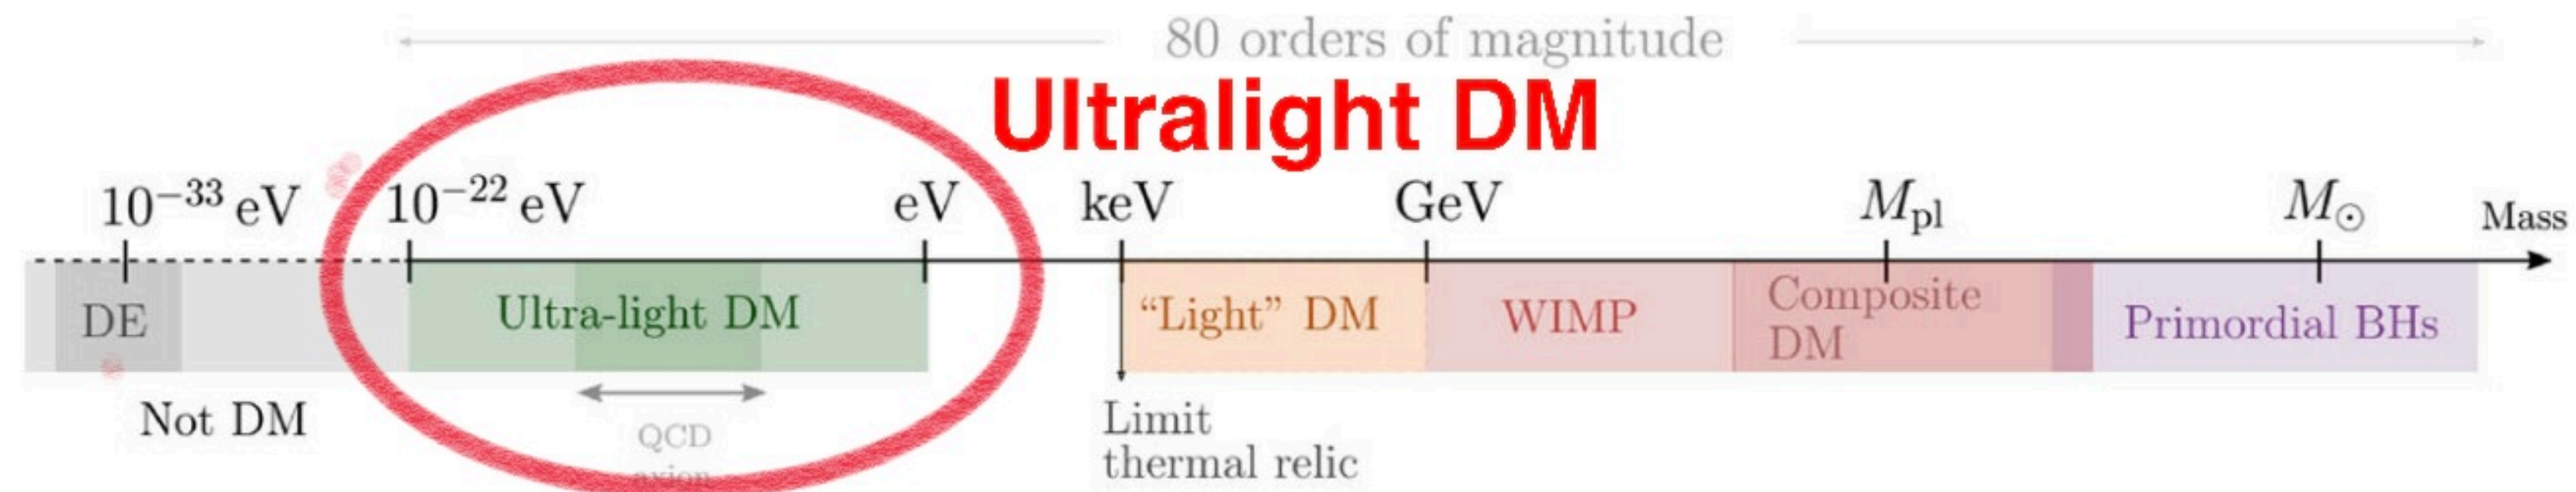 80 orders of magnitude
Ultralight DM
10⁻³³ eV 10⁻²² eV eV keV GeV M_pl M_⊙ Mass
DE Ultra-light DM “Light” DM WIMP Composite DM Primordial BHs
Not DM
QCD
axion
Limit
thermal relic